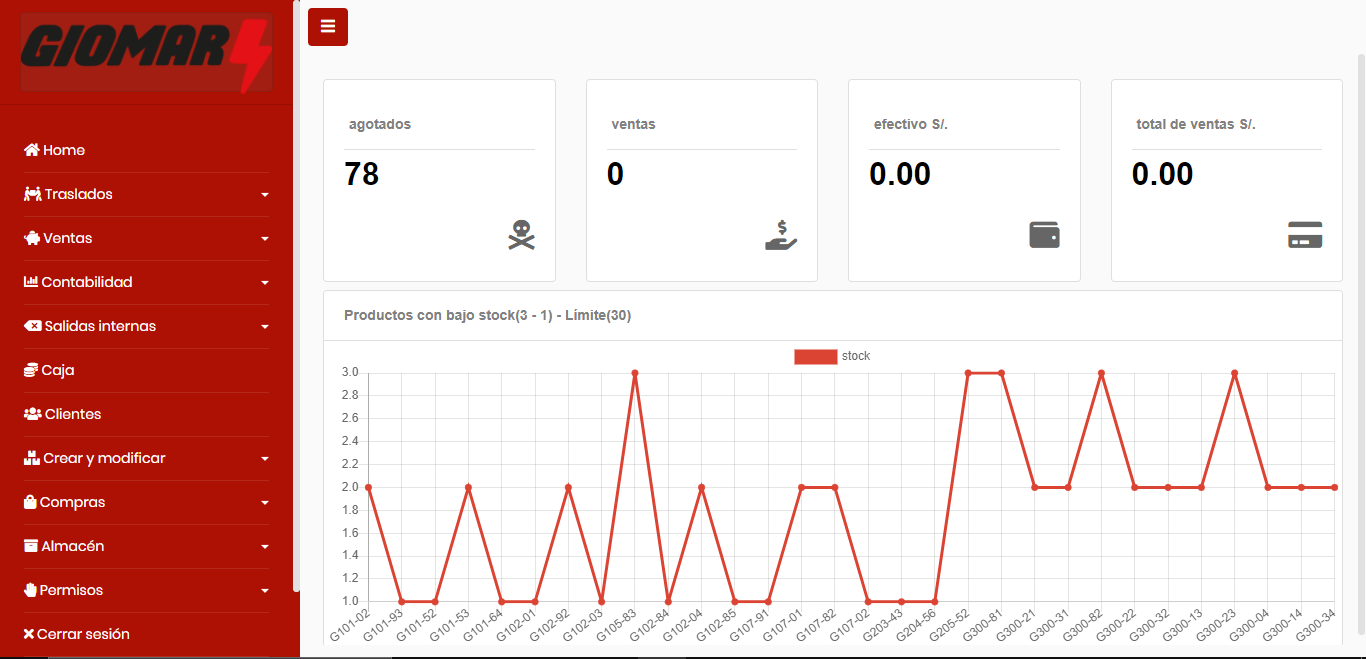 GIOMAR
Home
Traslados
Ventas
Contabilidad
Salidas internas
Caja
Clientes
Crear y modificar
Compras
Almacén
Permisos
Cerrar sesión
agotados
78
ventas
0
efectivo S/.
0.00
total de ventas S/.
0.00
Productos con bajo stock(3 - 1) - Límite(30)
stock
3.0
2.8
2.6
2.4
2.2
2.0
1.8
1.6
1.4
1.2
1.0
G101-02
G101-93
G101-52
G101-53
G101-64
G102-01
G102-92
G102-03
G105-83
G102-84
G102-04
G102-85
G107-91
G107-01
G107-82
G107-02
G203-43
G204-56
G205-52
G300-81
G300-21
G300-31
G300-82
G300-22
G300-32
G300-13
G300-23
G300-04
G300-14
G300-34